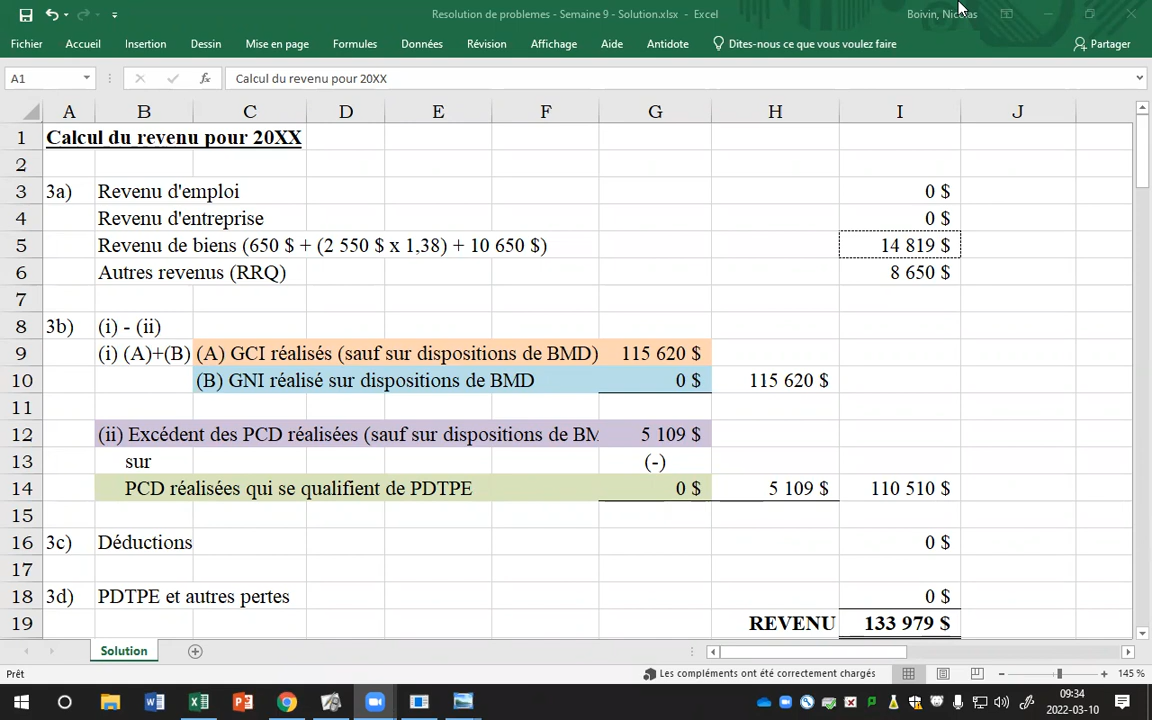 Resolution de problemes - Semaine 9 - Solution.xlsx - Excel
Boivin, Nicolas
Fichier Accueil Insertion Dessin Mise en page Formules Données Révision Affichage Aide Antidote Dites-nous ce que vous voulez faire Partager
A1 fx Calcul du revenu pour 20XX
A B C D E F G H I J
1 Calcul du revenu pour 20XX
2
3 3a) Revenu d'emploi 0 $
4 Revenu d'entreprise 0 $
5 Revenu de biens (650 $ + (2 550 $ x 1,38) + 10 650 $) 14 819 $
6 Autres revenus (RRQ) 8 650 $
7
8 3b) (i) - (ii)
9 (i) (A)+(B) (A) GCI réalisés (sauf sur dispositions de BMD) 115 620 $
10 (B) GNI réalisé sur dispositions de BMD 0 $ 115 620 $
11
12 (ii) Excédent des PCD réalisées (sauf sur dispositions de BM 5 109 $
13 sur (-)
14 PCD réalisées qui se qualifient de PDTPE 0 $ 5 109 $ 110 510 $
15
16 3c) Déductions 0 $
17
18 3d) PDTPE et autres pertes 0 $
19 REVENU 133 979 $
Solution
Prêt Les compléments ont été correctement chargés 145 %
09:34
2022-03-10